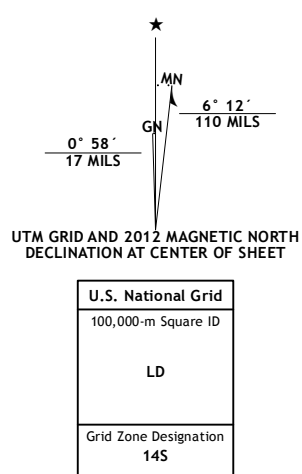 ★
MN
GN
6° 12´
110 MILS
0° 58´
17 MILS
UTM GRID AND 2012 MAGNETIC NORTH
DECLINATION AT CENTER OF SHEET
U.S. National Grid
100,000-m Square ID
LD
Grid Zone Designation
14S